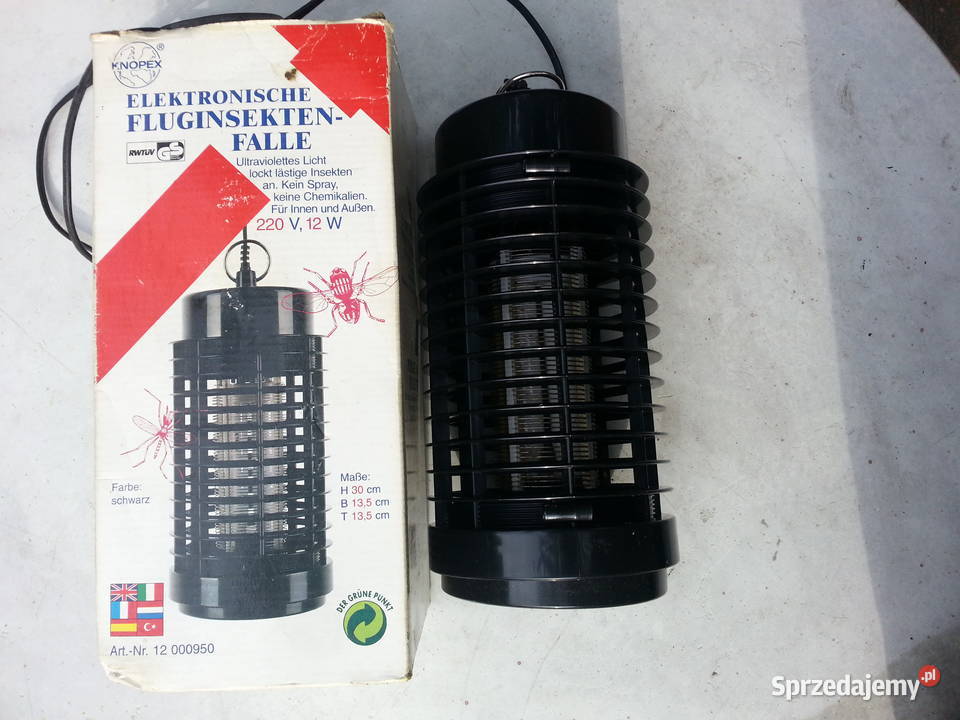 KNOPEX ®
ELEKTRONISCHE
FLUGINSEKTEN-
FALLE
RWTÜV GS
Ultraviolettes Licht
lockt lästige Insekten
an. Kein Spray,
keine Chemikalien.
Für Innen und Außen.
220 V, 12 W
Farbe:
schwarz
Maße:
H 30 cm
B 13,5 cm
T 13,5 cm
DER GRÜNE PUNKT
Art.-Nr. 12 000950
Sprzedajemy.pl